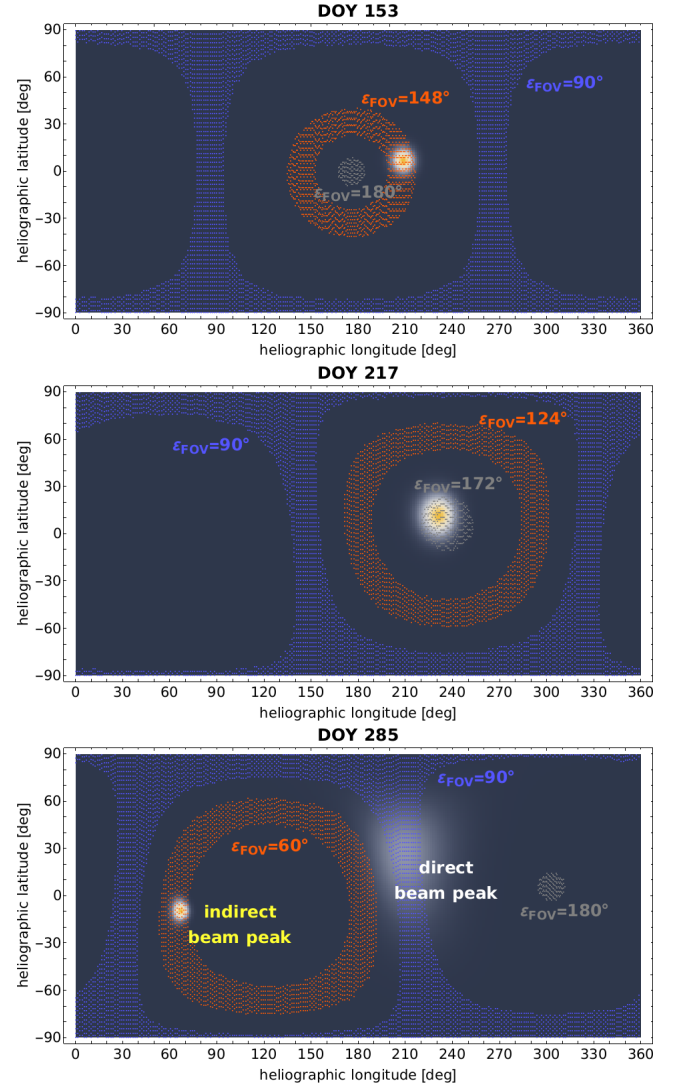 DOY 153
90
60
30
0
−30
−60
−90
heliographic latitude [deg]
εFOV=90°
εFOV=148°
εFOV=180°
0 30 60 90 120 150 180 210 240 270 300 330 360
heliographic longitude [deg]
DOY 217
90
60
30
0
−30
−60
−90
heliographic latitude [deg]
εFOV=124°
εFOV=90°
εFOV=172°
0 30 60 90 120 150 180 210 240 270 300 330 360
heliographic longitude [deg]
DOY 285
90
60
30
0
−30
−60
−90
heliographic latitude [deg]
εFOV=90°
εFOV=60°
direct
beam peak
indirect
beam peak
εFOV=180°
0 30 60 90 120 150 180 210 240 270 300 330 360
heliographic longitude [deg]